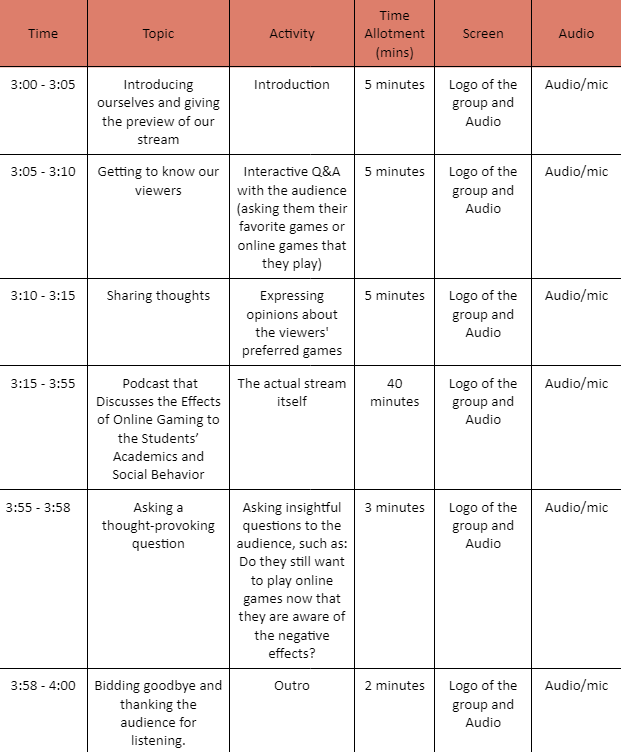 Time
Topic
Activity
Time
Allotment
(mins)
Screen
Audio
3:00 - 3:05
Introducing
ourselves and giving
the preview of our
stream
Introduction
5 minutes
Logo of the
group and
Audio
Audio/mic
3:05 - 3:10
Getting to know our
viewers
Interactive Q&A
with the audience
(asking them their
favorite games or
online games that
they play)
5 minutes
Logo of the
group and
Audio
Audio/mic
3:10 - 3:15
Sharing thoughts
Expressing
opinions about
the viewers'
preferred games
5 minutes
Logo of the
group and
Audio
Audio/mic
3:15 - 3:55
Podcast that
Discusses the Effects
of Online Gaming to
the Students’
Academics and
Social Behavior
The actual stream
itself
40
minutes
Logo of the
group and
Audio
Audio/mic
3:55 - 3:58
Asking a
thought-provoking
question
Asking insightful
questions to the
audience, such as:
Do they still want
to play online
games now that
they are aware of
the negative
effects?
3 minutes
Logo of the
group and
Audio
Audio/mic
3:58 - 4:00
Bidding goodbye and
thanking the
audience for
listening.
Outro
2 minutes
Logo of the
group and
Audio
Audio/mic